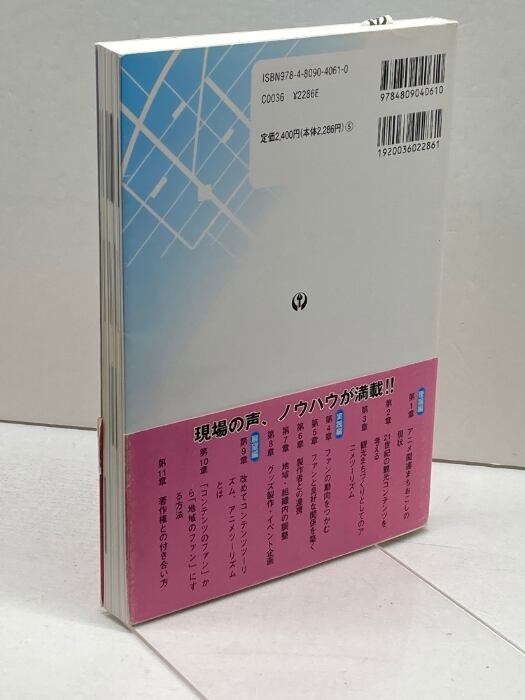 ISBN978-4-8090-4061-0
C0036 ¥2286E
定価2,400円(本体2,286円)⑤
9784809040610
1920036022861
現場の声、ノウハウが満載!!
理論編
第1章 アニメ関連まちおこしの
現状
第2章 21世紀の観光コンテンツを
考える
第3章 観光まちづくりとしてのア
ニメツーリズム
実践編
第4章 ファンの動向をつかむ
第5章 ファンと良好な関係を築く
第6章 製作者との連携
第7章 地域・組織内の調整
第8章 グッズ製作・イベント企画
展望編
第9章 改めてコンテンツツーリ
ズム、アニメツーリズム
とは
第10章 「コンテンツのファン」か
ら「地域のファン」にす
る方法
第11章 著作権との付き合い方